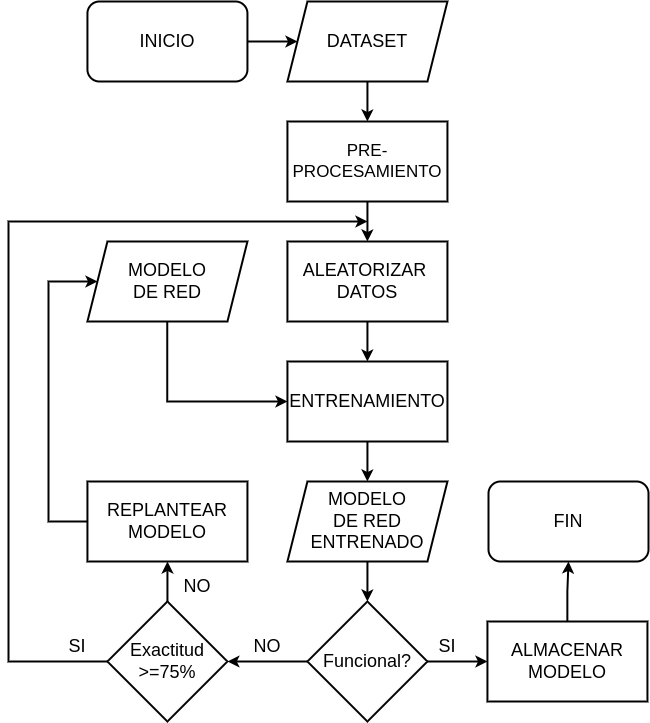 INICIO
DATASET
PRE-
PROCESAMIENTO
MODELO
DE RED
ALEATORIZAR
DATOS
ENTRENAMIENTO
REPLANTEAR
MODELO
MODELO
DE RED
ENTRENADO
FIN
NO
SI
Exactitud
>=75%
NO
Funcional?
SI
ALMACENAR
MODELO